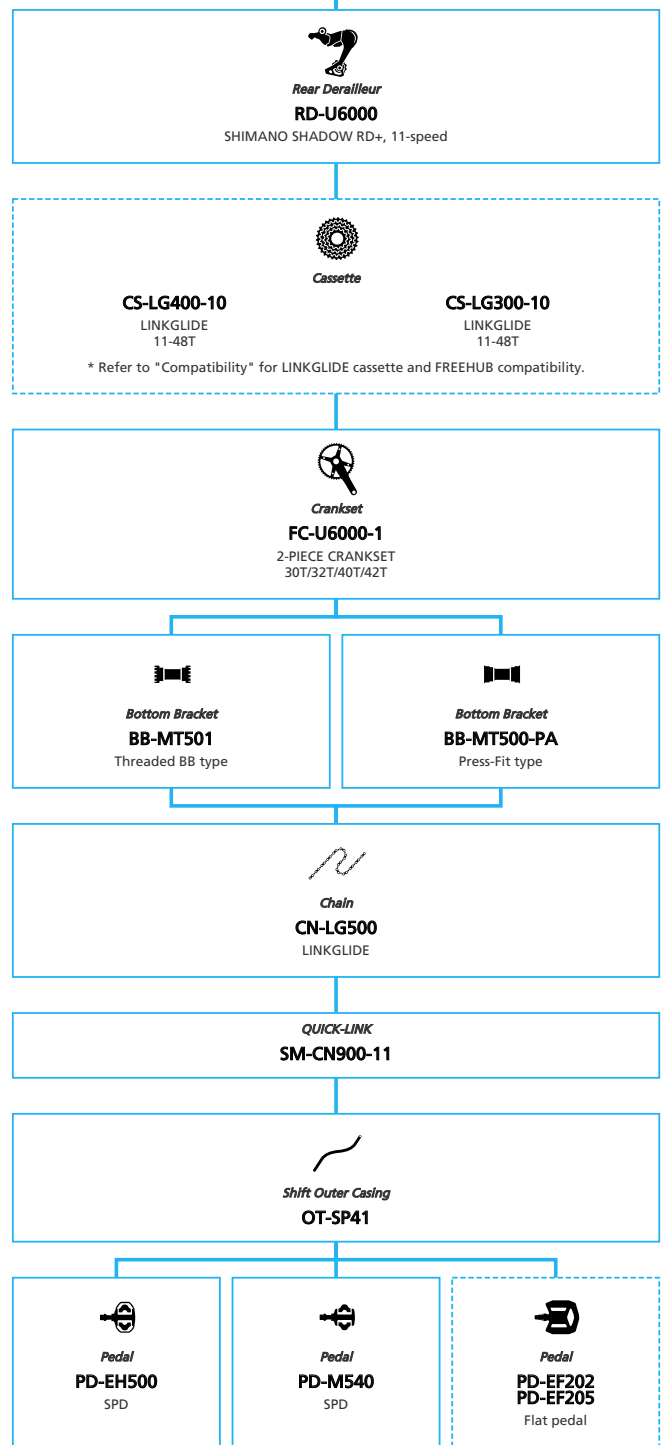 Rear Derailleur
RD-U6000
SHIMANO SHADOW RD+, 11-speed
Cassette
CS-LG400-10
LINKGLIDE
11-48T
CS-LG300-10
LINKGLIDE
11-48T
* Refer to "Compatibility" for LINKGLIDE cassette and FREEHUB compatibility.
Crankset
FC-U6000-1
2-PIECE CRANKSET
30T/32T/40T/42T
Bottom Bracket
BB-MT501
Threaded BB type
Bottom Bracket
BB-MT500-PA
Press-Fit type
Chain
CN-LG500
LINKGLIDE
QUICK-LINK
SM-CN900-11
Shift Outer Casing
OT-SP41
Pedal
PD-EH500
SPD
Pedal
PD-M540
SPD
Pedal
PD-EF202
PD-EF205
Flat pedal